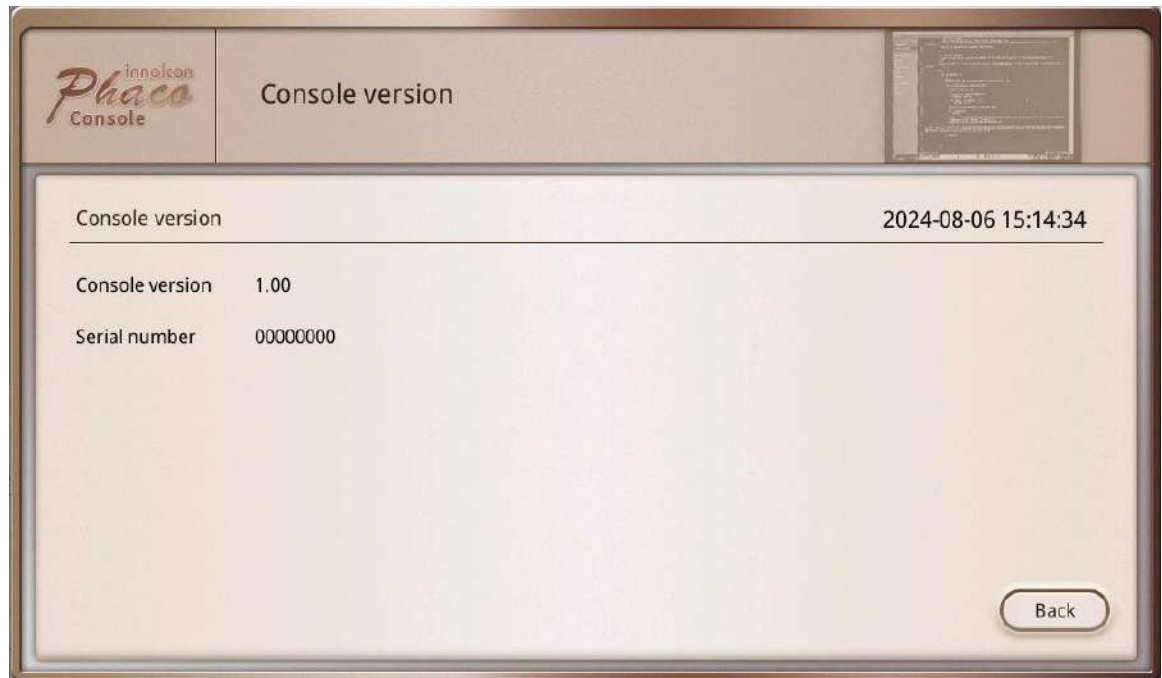 innolcon
Phaco
Console
Console version
Console version
2024-08-06 15:14:34
Console version 1.00
Serial number 00000000
Back